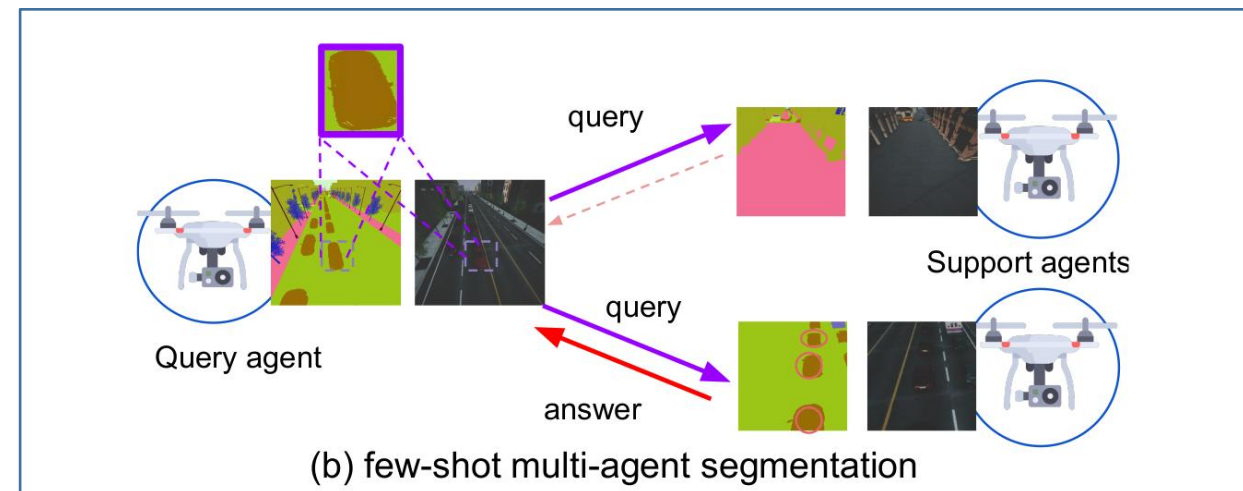 query
Support agents
query
Query agent
answer
(b) few-shot multi-agent segmentation